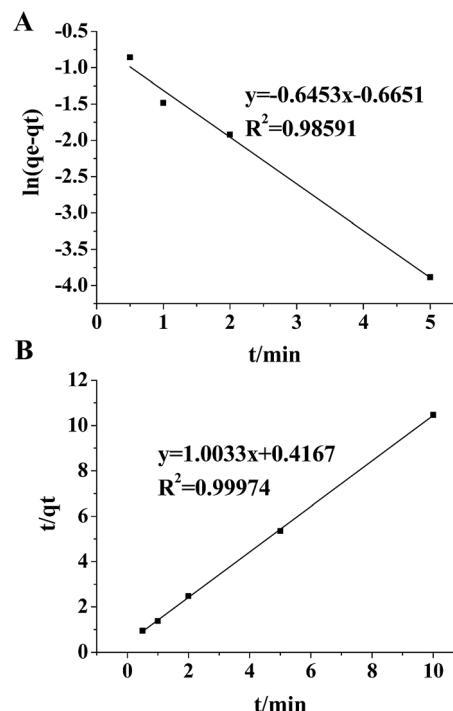 A
-0.5
-1.0
-1.5
-2.0
-2.5
-3.0
-3.5
-4.0
ln(qe-qt)
y=-0.6453x-0.6651
R²=0.98591
0 1 2 3 4 5
t/min
B
12
10
8
6
4
2
0
t/qt
y=1.0033x+0.4167
R²=0.99974
0 2 4 6 8 10
t/min